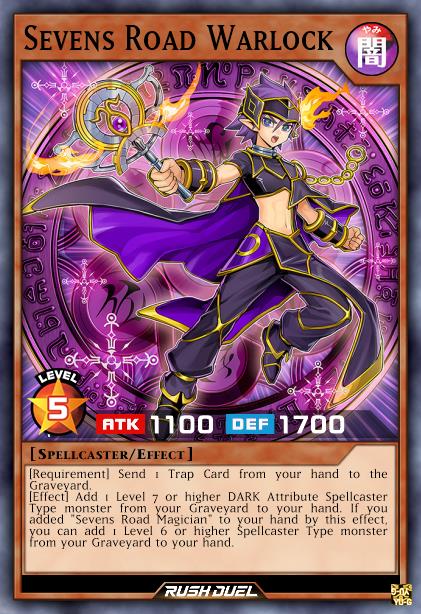 SEVENS ROAD WARLOCK
やみ
闇
LEVEL
5
ATK 1100 DEF 1700
[SPELLCASTER/EFFECT]
[Requirement] Send 1 Trap Card from your hand to the
Graveyard.
[Effect] Add 1 Level 7 or higher DARK Attribute Spellcaster
Type monster from your Graveyard to your hand. If you
added "Sevens Road Magician" to your hand by this effect,
you can add 1 Level 6 or higher Spellcaster Type monster
from your Graveyard to your hand.
RUSH DUEL